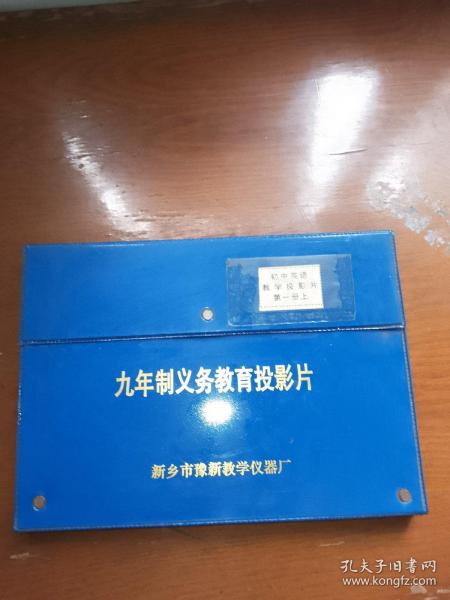 初中英语
教学投影片
第一册上
九年制义务教育投影片
新乡市豫新教学仪器厂
孔夫子旧书网
www.kongfz.com